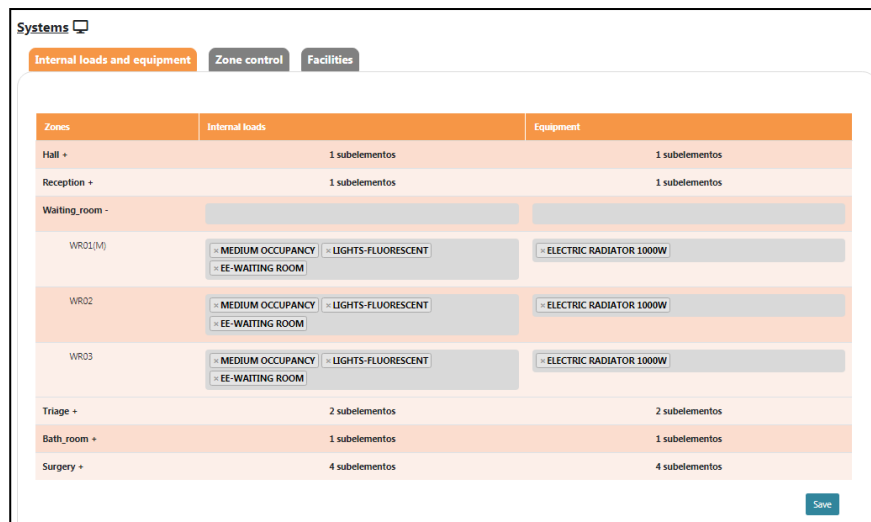 Systems
Internal loads and equipment Zone control Facilities
Zones Internal loads Equipment
Hall + 1 subelementos 1 subelementos
Reception + 1 subelementos 1 subelementos
Waiting_room -
WR01(M) × MEDIUM OCCUPANCY × LIGHTS-FLUORESCENT × ELECTRIC RADIATOR 1000W
× EE-WAITING ROOM
WR02 × MEDIUM OCCUPANCY × LIGHTS-FLUORESCENT × ELECTRIC RADIATOR 1000W
× EE-WAITING ROOM
WR03 × MEDIUM OCCUPANCY × LIGHTS-FLUORESCENT × ELECTRIC RADIATOR 1000W
× EE-WAITING ROOM
Triage + 2 subelementos 2 subelementos
Bath_room + 1 subelementos 1 subelementos
Surgery + 4 subelementos 4 subelementos
Save